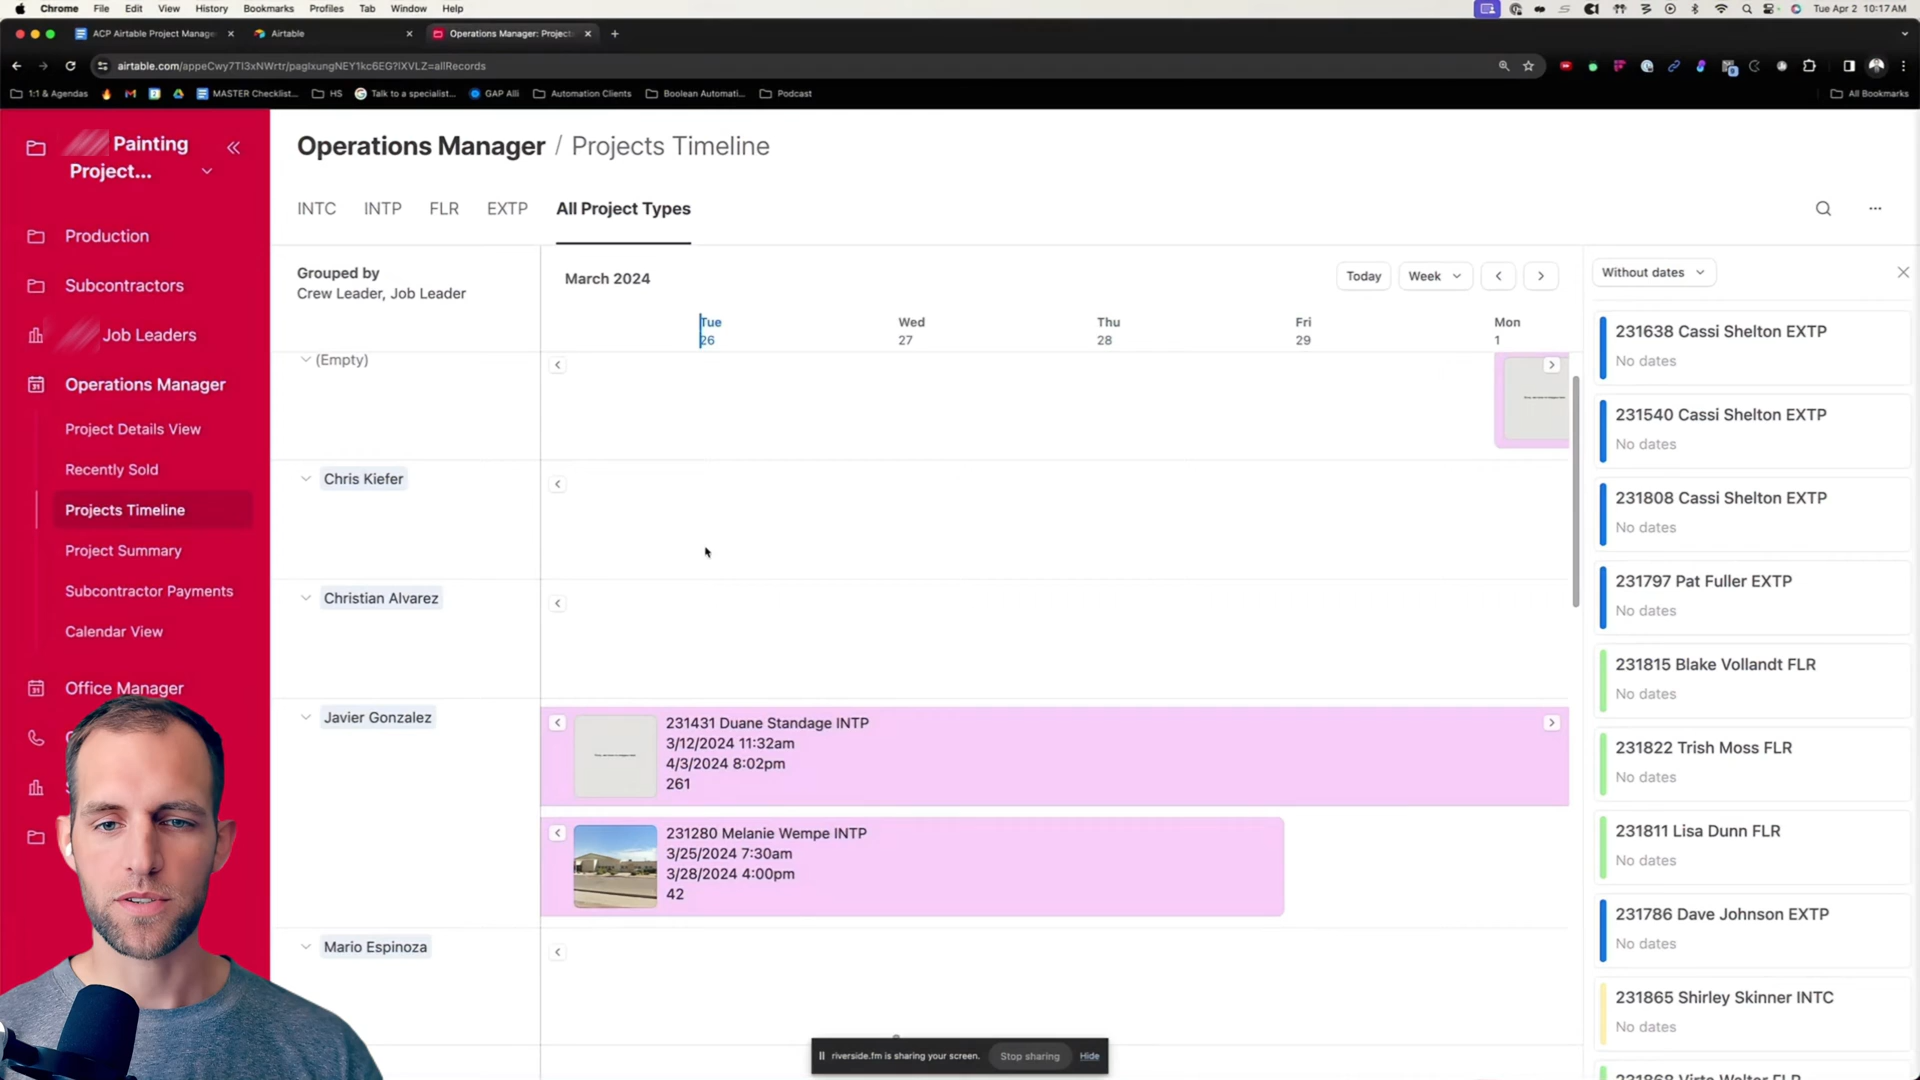 Chrome File Edit View History Bookmarks Profiles Tab Window Help
Tue Apr 2 10:17AM
ACP Airtable Project Manage
Airtable
Operations Manager: Project
airtable.com/appeCwy7TI3xNWrtr/pagIxungNEY1kc6EG?IXVLZ=allRecords
1:1 & Agendas
MASTER Checklist...
HS
Talk to a specialist...
GAP Alli
Automation Clients
Boolean Automati...
Podcast
All Bookmarks
Painting
Project...
Production
Subcontractors
Job Leaders
Operations Manager
Project Details View
Recently Sold
Projects Timeline
Project Summary
Subcontractor Payments
Calendar View
Office Manager
Operations Manager / Projects Timeline
INTC INTP FLR EXTP All Project Types
Grouped by
Crew Leader, Job Leader
March 2024
Today
Week
Tue
26
Wed
27
Thu
28
Fri
29
Mon
1
(Empty)
Chris Kiefer
Christian Alvarez
Javier Gonzalez
231431 Duane Standage INTP
3/12/2024 11:32am
4/3/2024 8:02pm
261
231280 Melanie Wempe INTP
3/25/2024 7:30am
3/28/2024 4:00pm
42
Mario Espinoza
Without dates
231638 Cassi Shelton EXTP
No dates
231540 Cassi Shelton EXTP
No dates
231808 Cassi Shelton EXTP
No dates
231797 Pat Fuller EXTP
No dates
231815 Blake Vollandt FLR
No dates
231822 Trish Moss FLR
No dates
231811 Lisa Dunn FLR
No dates
231786 Dave Johnson EXTP
No dates
231865 Shirley Skinner INTC
No dates
riverside.fm is sharing your screen.
Stop sharing
Hide